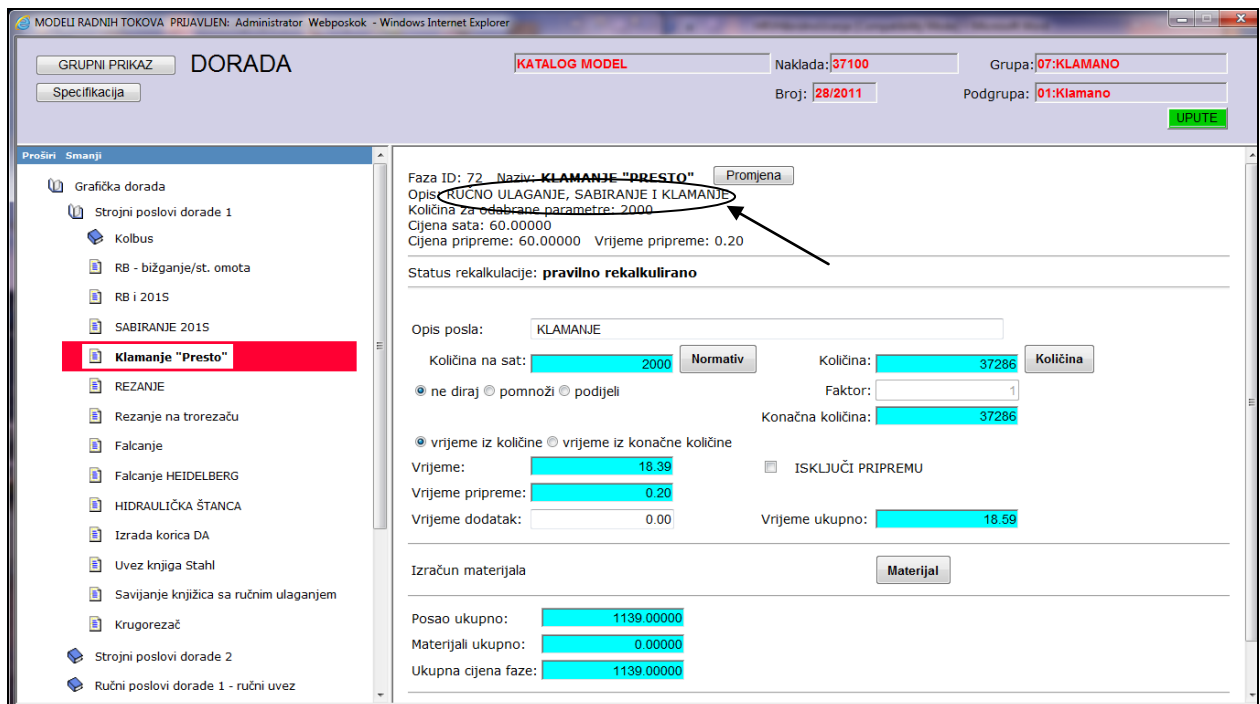 MODELI RADNIH TOKOVA PRIJAVLJEN: Administrator Webposkok - Windows Internet Explorer
GRUPNI PRIKAZ DORADA KATALOG MODEL Naklada: 37100 Grupa: 07:KLAMANO
Specifikacija Broj: 28/2011 Podgrupa: 01:Klamano
UPUTE
Proširi Smanji
Grafička dorada
Strojni poslovi dorade 1
Kolbus
RB - bižganje/st. omota
RB i 201S
SABIRANJE 201S
Klamanje "Presto"
REZANJE
Rezanje na trorezaču
Falcanje
Falcanje HEIDELBERG
HIDRAULIČKA ŠTANCA
Izrada korica DA
Uvez knjiga Stahl
Savijanje knjižica sa ručnim ulaganjem
Krugorezač
Strojni poslovi dorade 2
Ručni poslovi dorade 1 - ručni uvez
Faza ID: 72 Naziv: KLAMANJE "PRESTO" Promjena
Opis: RUČNO ULAGANJE, SABIRANJE I KLAMANJE
Količina za odabrane parametre: 2000
Cijena sata: 60.00000
Cijena pripreme: 60.00000 Vrijeme pripreme: 0.20
Status rekalkulacije: pravilno rekalkulirano
Opis posla: KLAMANJE
Količina na sat: 2000 Normativ Količina: 37286 Količina
ne diraj pomnoži podijeli Faktor: 1
Konačna količina: 37286
vrijeme iz količine vrijeme iz konačne količine
Vrijeme: 18.39 ISKLJUČI PRIPREMU
Vrijeme pripreme: 0.20
Vrijeme dodatak: 0.00 Vrijeme ukupno: 18.59
Izračun materijala Materijal
Posao ukupno: 1139.00000
Materijali ukupno: 0.00000
Ukupna cijena faze: 1139.00000